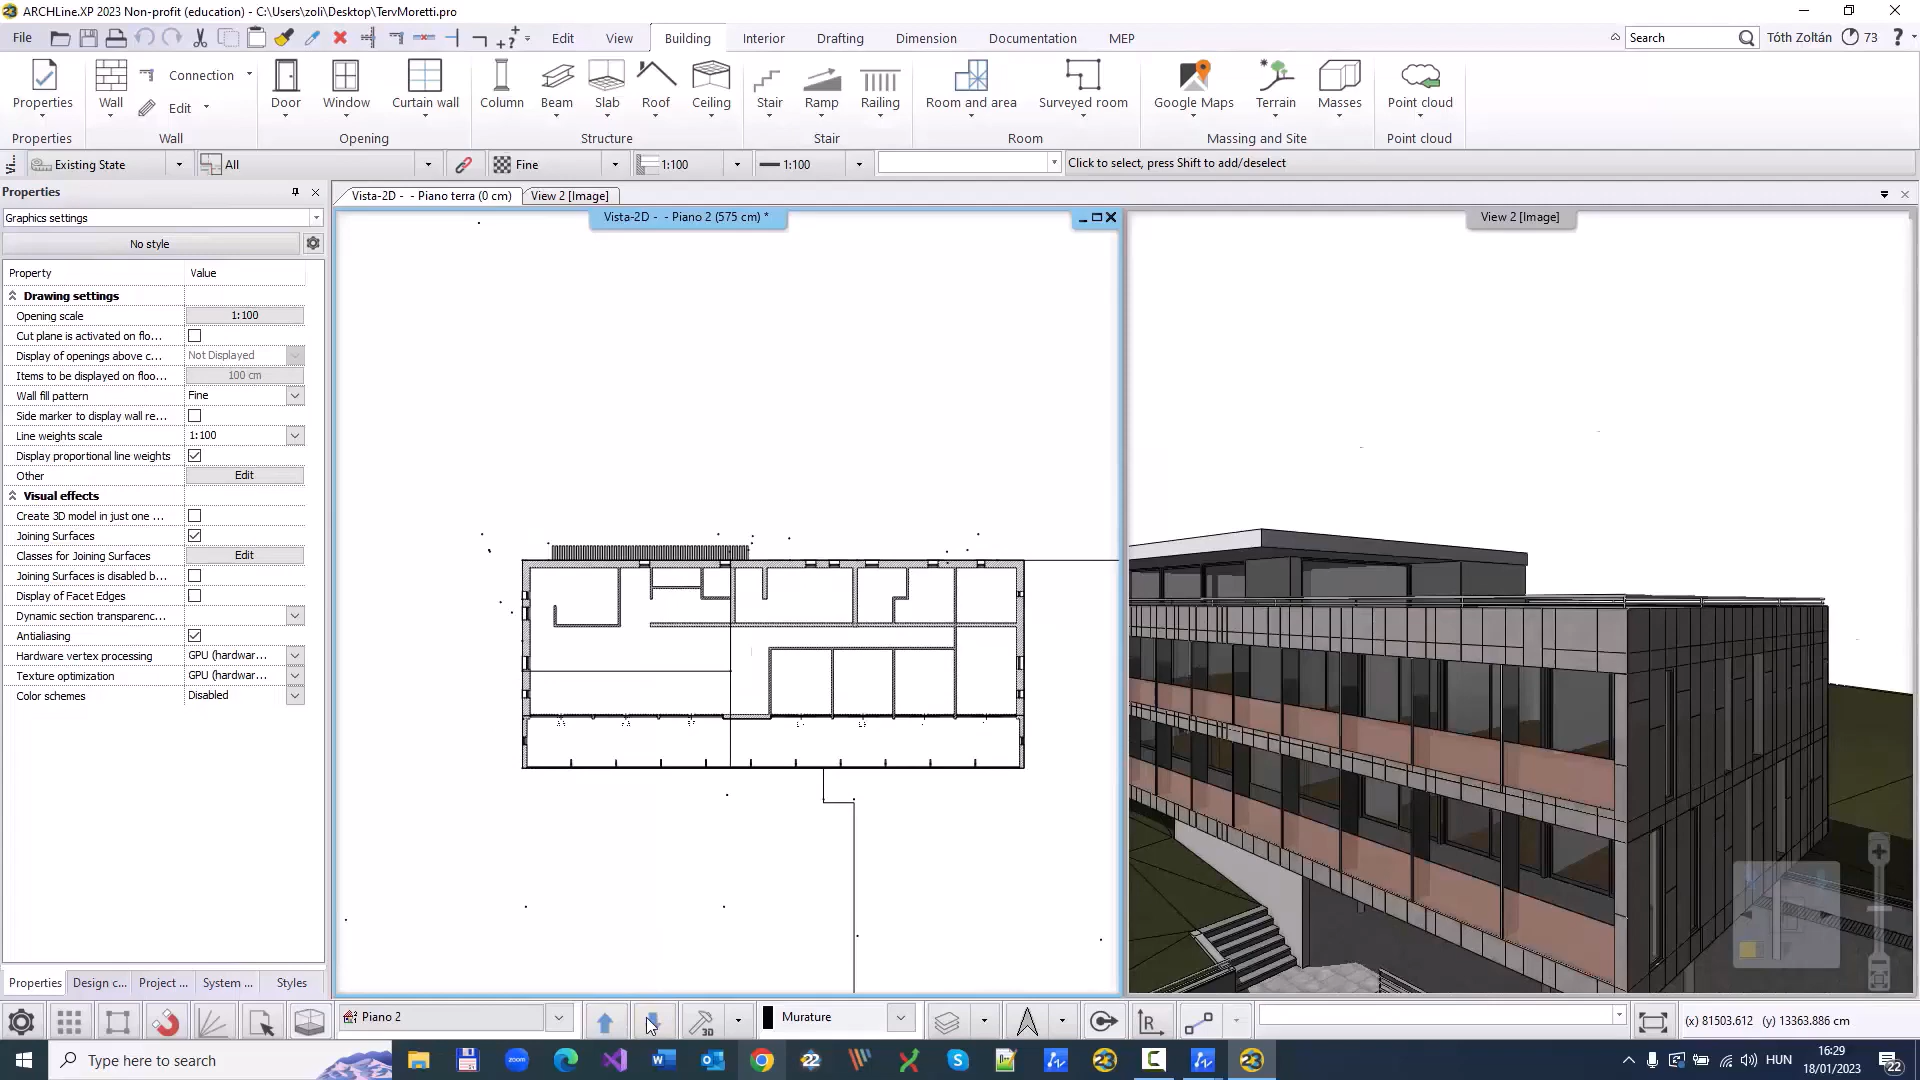 ARCHLine.XP 2023 Non-profit (education) - C:\Users\zoli\Desktop\TervMoretti.pro
File Edit View Building Interior Drafting Dimension Documentation MEP Search Tóth Zoltán 73 ?
Properties Wall Connection Edit Door Window Curtain wall Column Beam Slab Roof Ceiling Stair Ramp Railing Room and area Surveyed room Google Maps Terrain Masses Point cloud
Properties Wall Opening Structure Stair Room Massing and Site Point cloud
Existing State All Fine 1:100 1:100 Click to select, press Shift to add/deselect
Properties
Vista-2D - - Piano terra (0 cm) View 2 [Image]
Graphics settings
Vista-2D - - Piano 2 (575 cm) * View 2 [Image]
No style
Property Value
Drawing settings
Opening scale 1:100
Cut plane is activated on flo...
Display of openings above c... Not Displayed
Items to be displayed on floo... 100 cm
Wall fill pattern Fine
Side marker to display wall re...
Line weights scale 1:100
Display proportional line weights
Other Edit
Visual effects
Create 3D model in just one ...
Joining Surfaces
Classes for Joining Surfaces Edit
Joining Surfaces is disabled b...
Display of Facet Edges
Dynamic section transparenc...
Antialiasing
Hardware vertex processing GPU (hardwar...
Texture optimization GPU (hardwar...
Color schemes Disabled
Properties Design c... Project ... System ... Styles
Piano 2 3D Murature R (x) 81503.612 (y) 13363.886 cm
Type here to search zoom HUN 16:29
18/01/2023 22